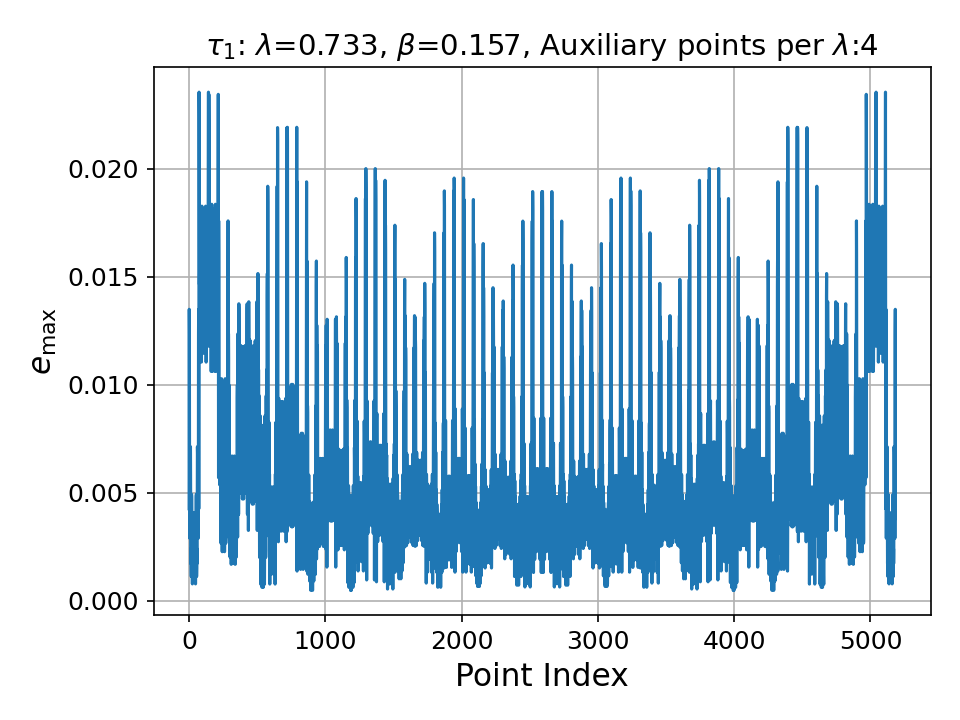 τ₁: λ=0.733, β=0.157, Auxiliary points per λ:4
0.020
0.015
0.010
0.005
0.000
e_max
0 1000 2000 3000 4000 5000
Point Index